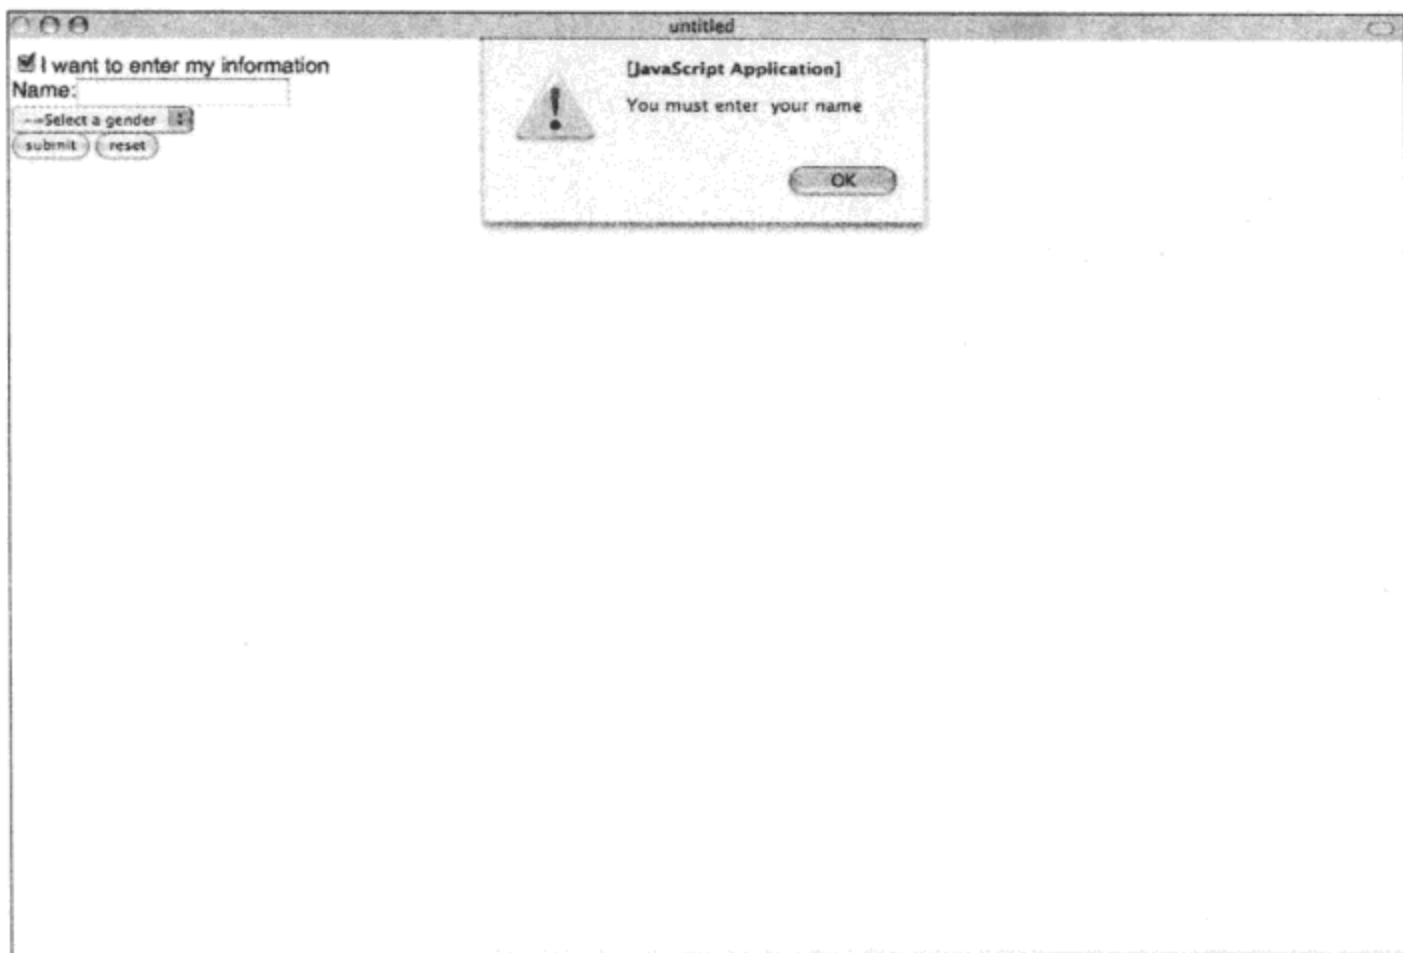 untitled
I want to enter my information
Name:
--=Select a gender
submit reset
[JavaScript Application]
You must enter your name
OK